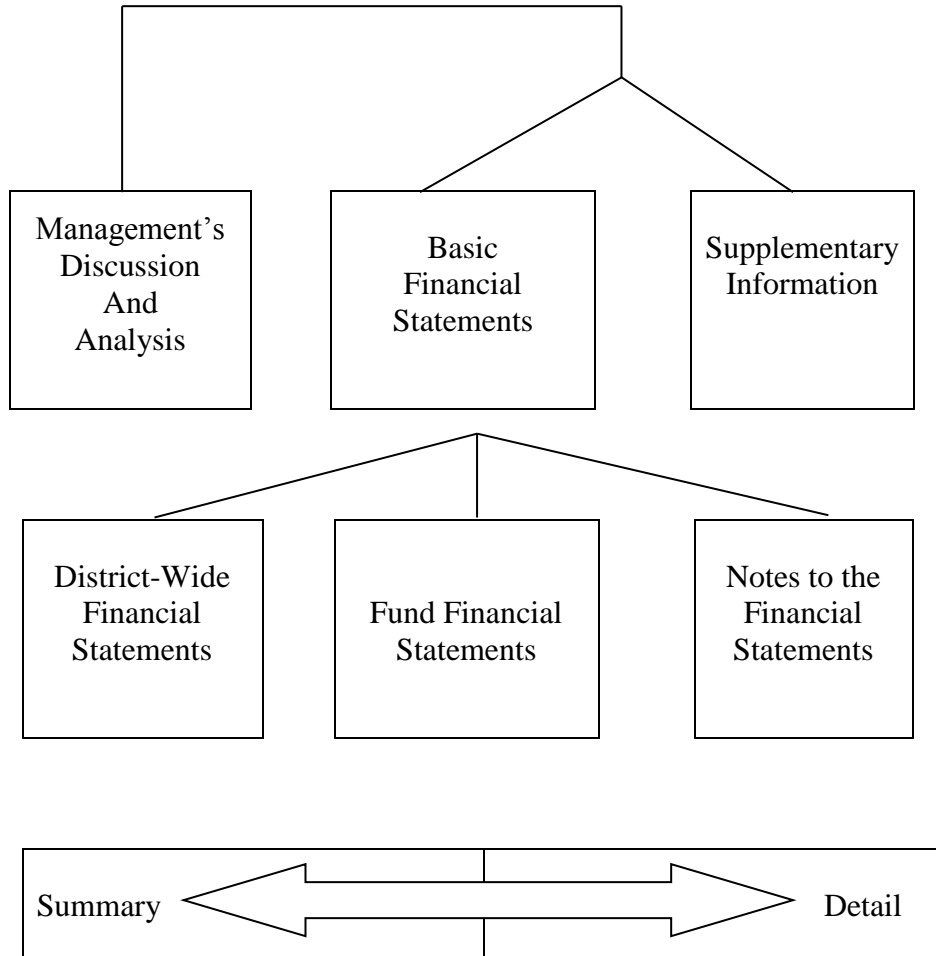 Management’s
Discussion
And
Analysis
Basic
Financial
Statements
Supplementary
Information
District-Wide
Financial
Statements
Fund Financial
Statements
Notes to the
Financial
Statements
Summary
Detail